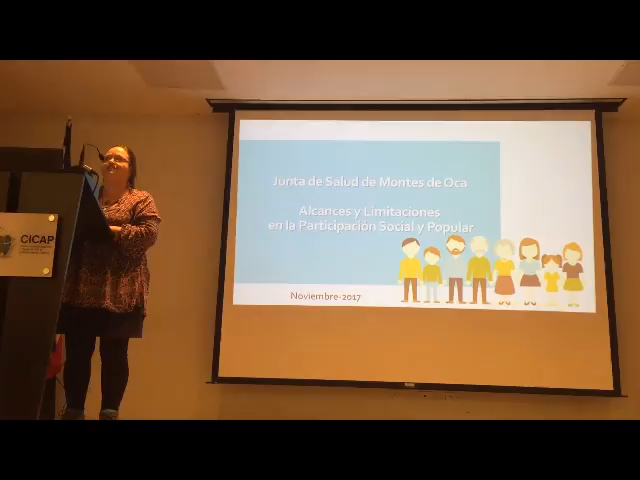 CICAP
Junta de Salud de Montes de Oca
Alcances y Limitaciones
en la Participación Social y Popular
Noviembre-2017